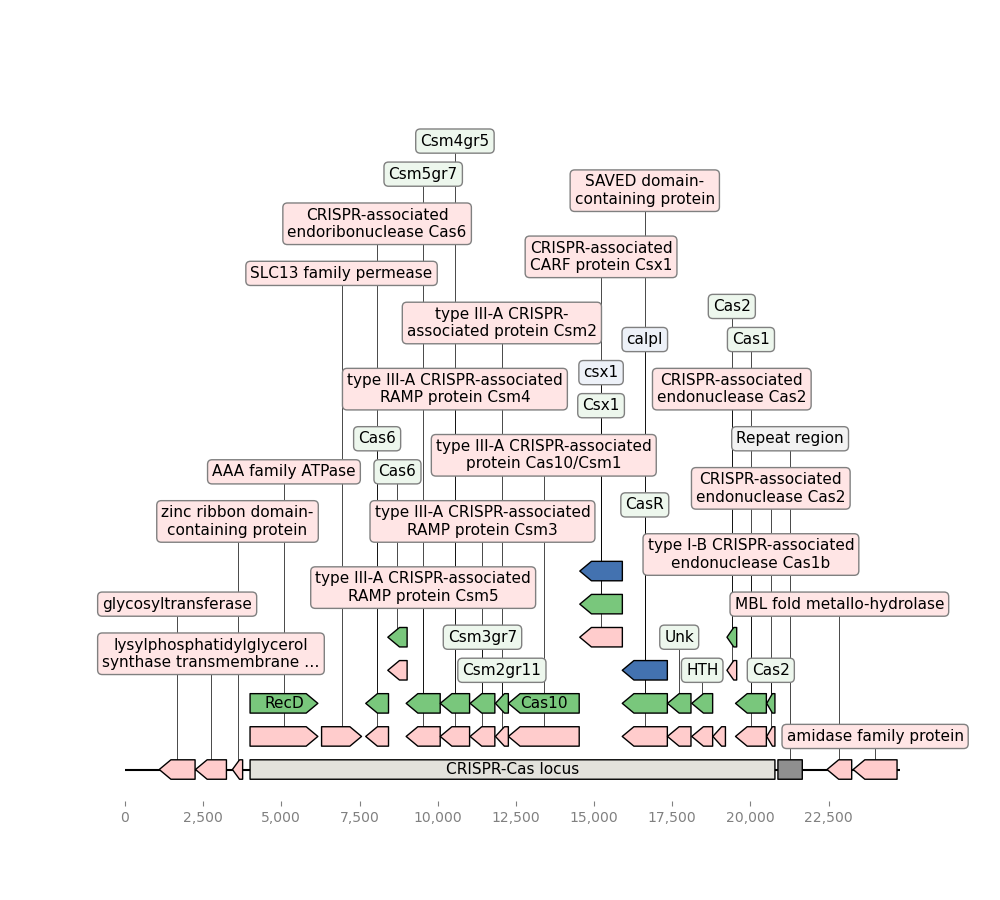 Csm4gr5
Csm5gr7
SAVED domain-
containing protein
CRISPR-associated
endoribonuclease Cas6
CRISPR-associated
CARF protein Csx1
SLC13 family permease
Cas2
type III-A CRISPR-
associated protein Csm2
calpl
Cas1
csx1
type III-A CRISPR-associated
RAMP protein Csm4
CRISPR-associated
endonuclease Cas2
Csx1
Cas6
Repeat region
type III-A CRISPR-associated
protein Cas10/Csm1
AAA family ATPase
Cas6
CRISPR-associated
endonuclease Cas2
CasR
zinc ribbon domain-
containing protein
type III-A CRISPR-associated
RAMP protein Csm3
type I-B CRISPR-associated
endonuclease Cas1b
type III-A CRISPR-associated
RAMP protein Csm5
glycosyltransferase
MBL fold metallo-hydrolase
Csm3gr7
Unk
lysylphosphatidylglycerol
synthase transmembrane ...
Csm2gr11
HTH
Cas2
RecD
Cas10
amidase family protein
CRISPR-Cas locus
0
2,500
5,000
7,500
10,000
12,500
15,000
17,500
20,000
22,500